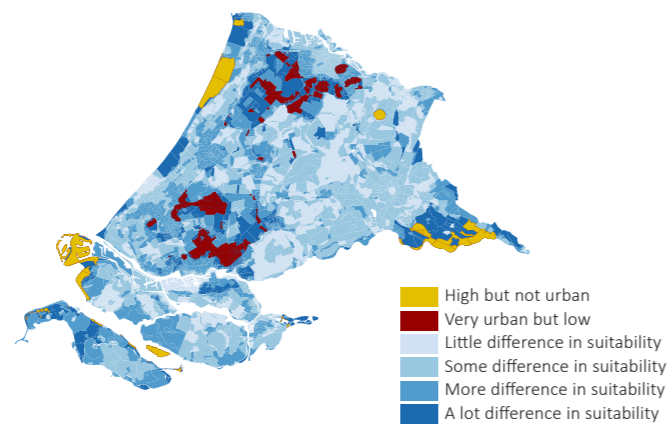 High but not urban
Very urban but low
Little difference in suitability
Some difference in suitability
More difference in suitability
A lot difference in suitability